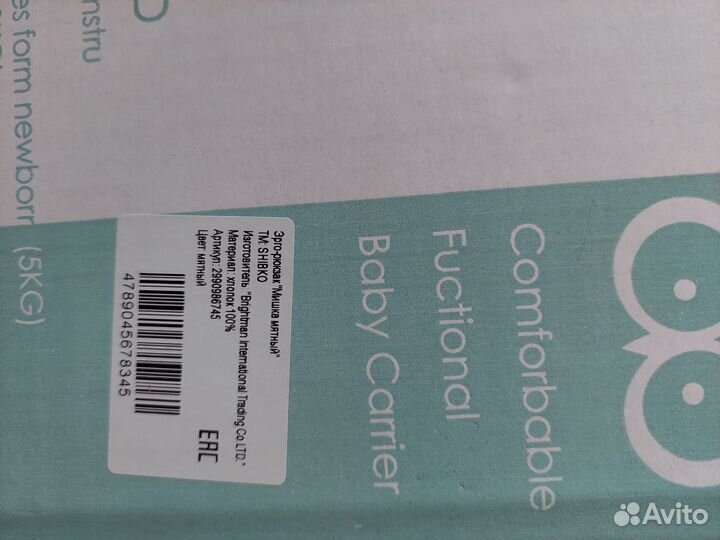 Comforbable
Fuctional
Baby Carrier
nstru
es form newborn
(5KG)
Эрго-рюкзак "Мишка мятный"
ТМ: SHIBKO
Изготовитель "Brightman International Trading Co LTD."
Материал: хлопок 100%
Артикул: 2990986745
Цвет: мятный
4789045678345
EAC
Avito